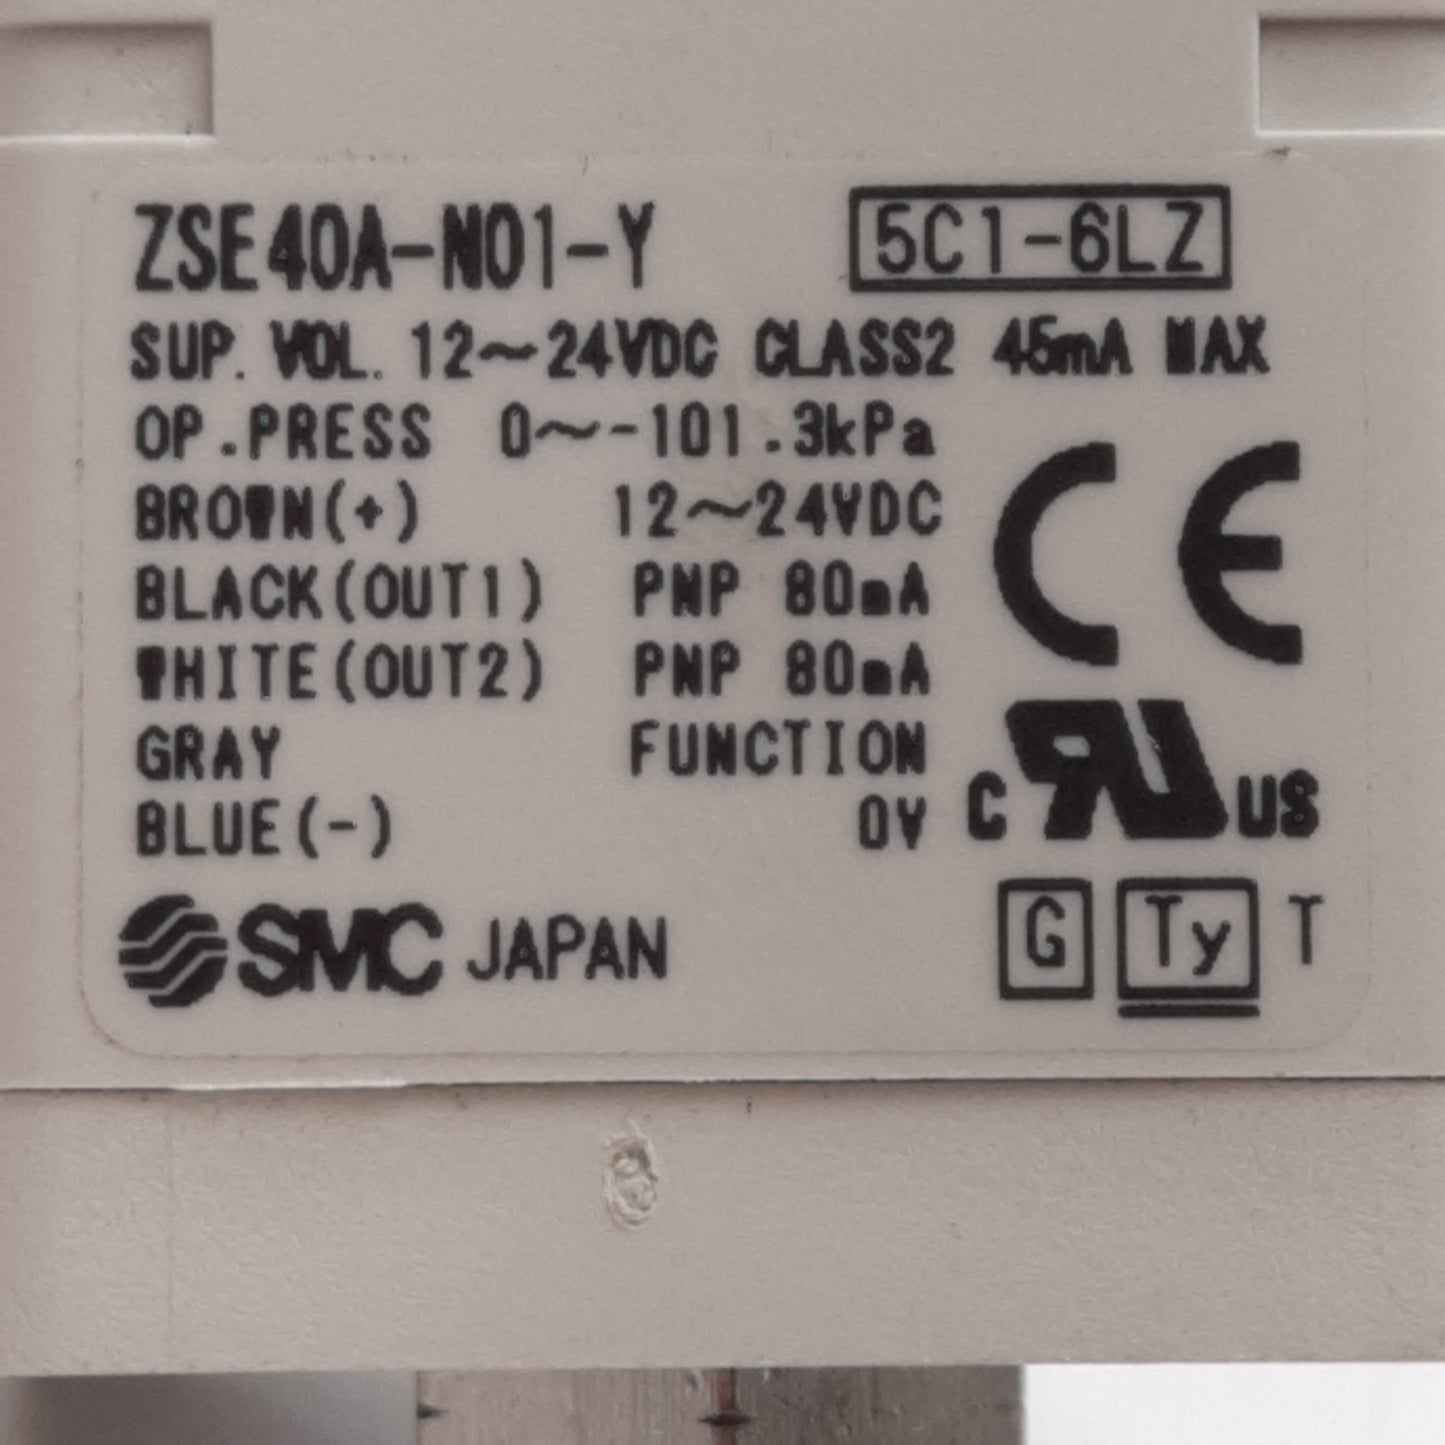 ZSE40A-N01-Y 5C1-6LZ
SUP. VOL. 12～24VDC CLASS2 45mA MAX
OP.PRESS 0～-101.3kPa
BROWN(+) 12～24VDC
BLACK(OUT1) PNP 80mA
WHITE(OUT2) PNP 80mA
GRAY FUNCTION
BLUE(-) 0V
CE
C RU US
SMC JAPAN
G Ty T